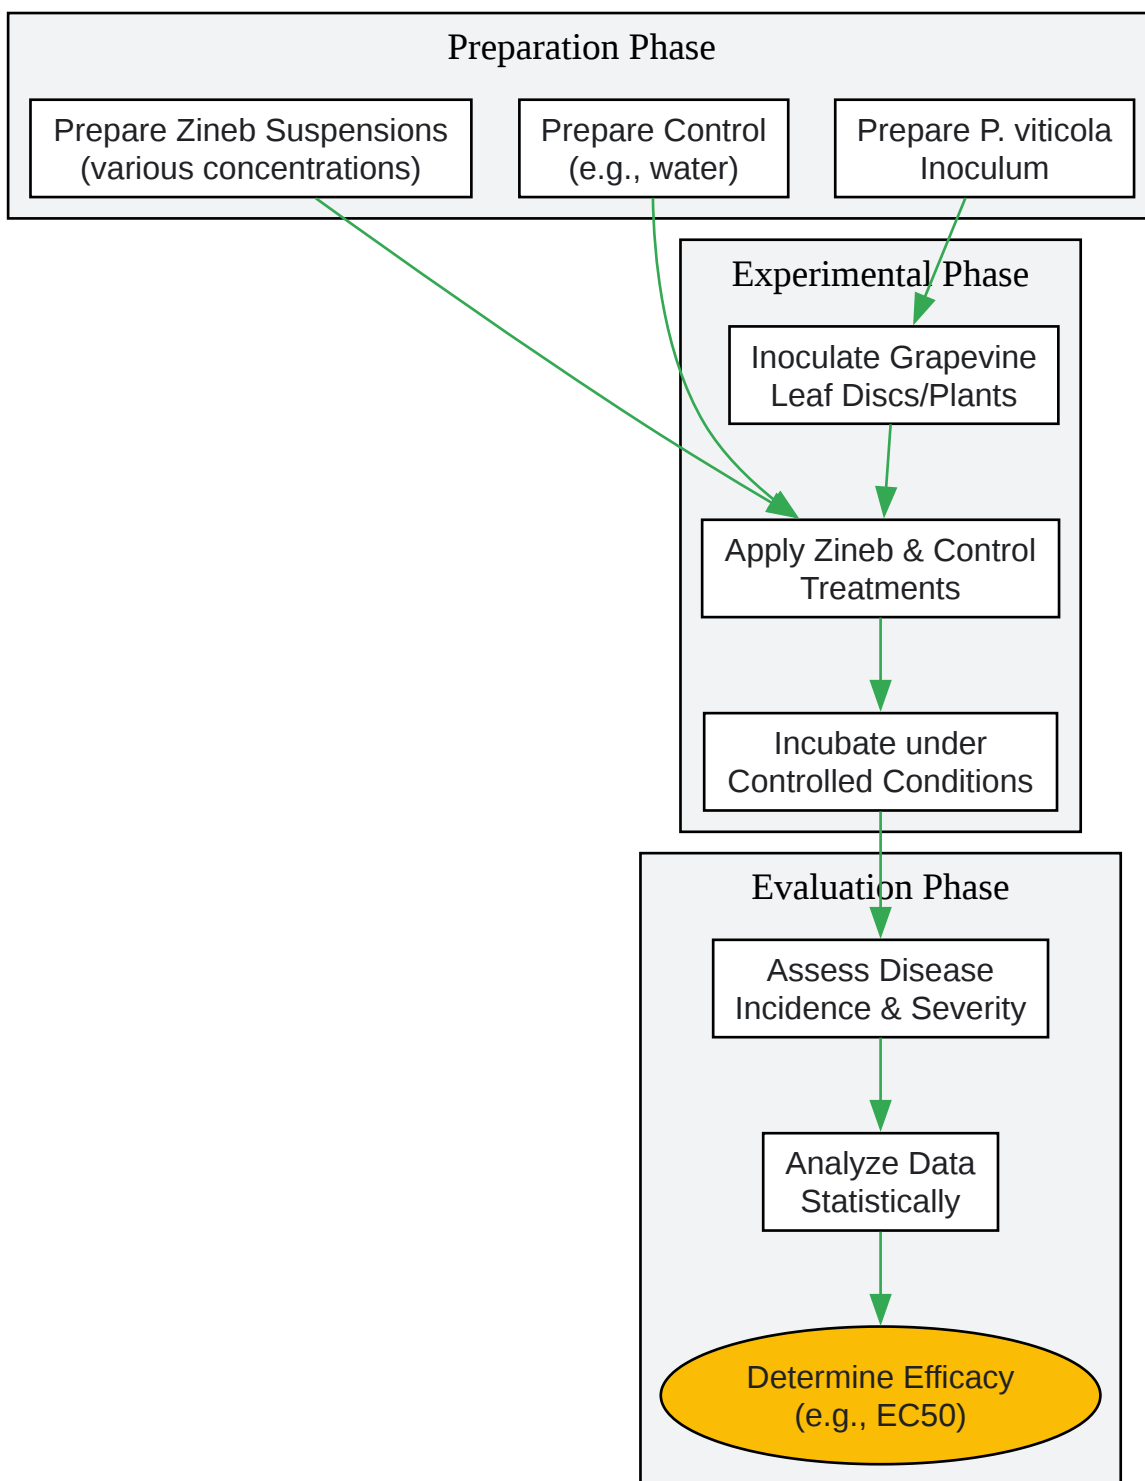 Preparation Phase
Prepare Zineb Suspensions
(various concentrations)
Prepare Control
(e.g., water)
Prepare P. viticola
Inoculum
Experimental Phase
Inoculate Grapevine
Leaf Discs/Plants
Apply Zineb & Control
Treatments
Incubate under
Controlled Conditions
Evaluation Phase
Assess Disease
Incidence & Severity
Analyze Data
Statistically
Determine Efficacy
(e.g., EC50)